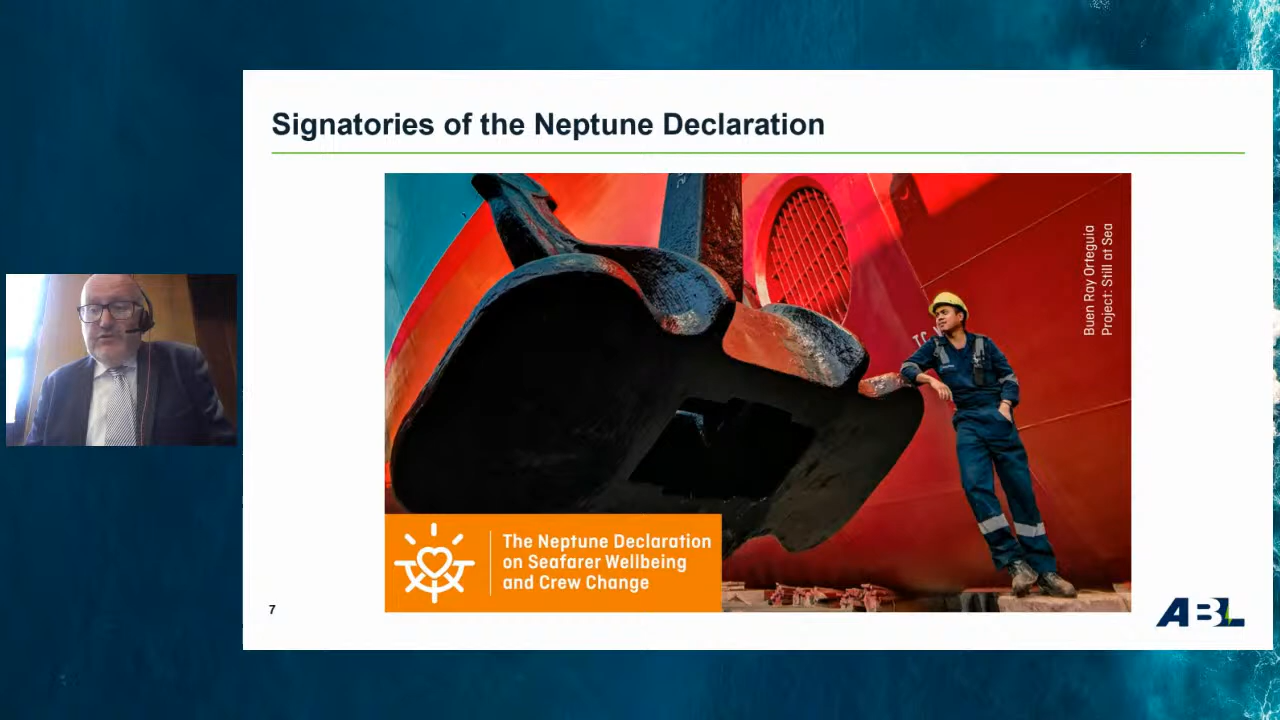 Signatories of the Neptune Declaration
Buen Ray Orteguia
Project: Still at Sea
The Neptune Declaration
on Seafarer Wellbeing
and Crew Change
7
ABL